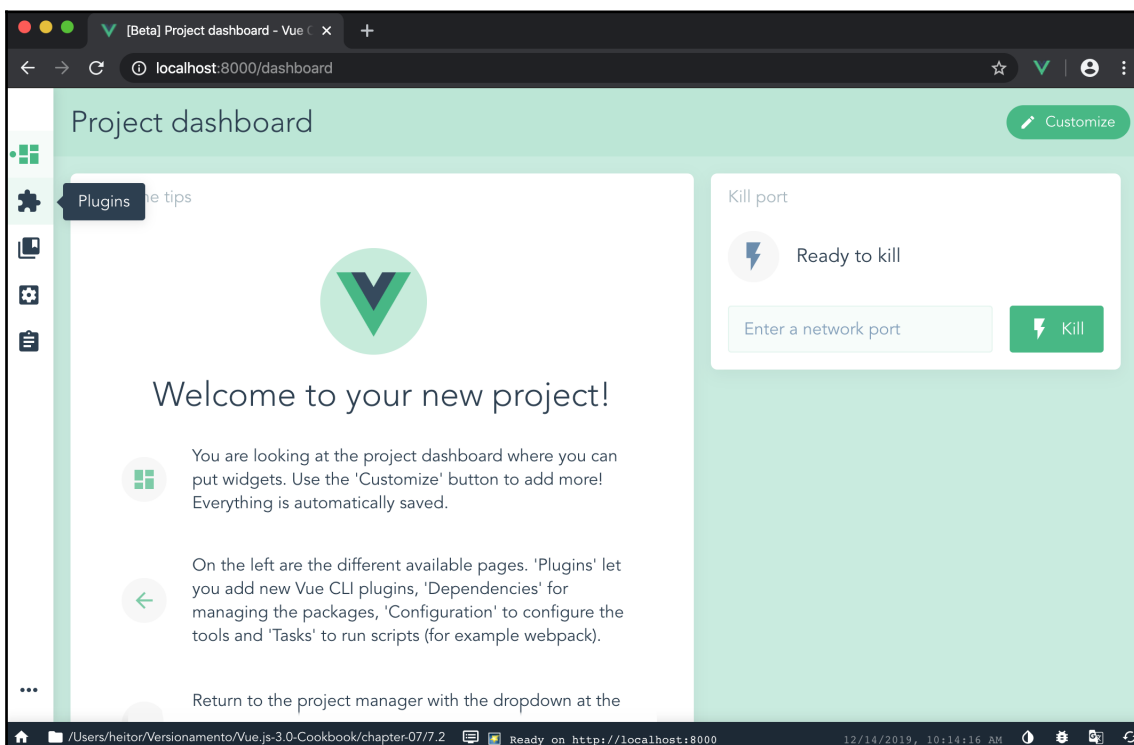 [Beta] Project dashboard - Vue C
localhost:8000/dashboard
Project dashboard
Customize
Plugins
tips
Kill port
Ready to kill
Enter a network port
Kill
Welcome to your new project!
You are looking at the project dashboard where you can
put widgets. Use the 'Customize' button to add more!
Everything is automatically saved.
On the left are the different available pages. 'Plugins' let
you add new Vue CLI plugins, 'Dependencies' for
managing the packages, 'Configuration' to configure the
tools and 'Tasks' to run scripts (for example webpack).
Return to the project manager with the dropdown at the
/Users/heitor/Versionamento/Vue.js-3.0-Cookbook/chapter-07/7.2
Ready on http://localhost:8000
12/14/2019, 10:14:16 AM